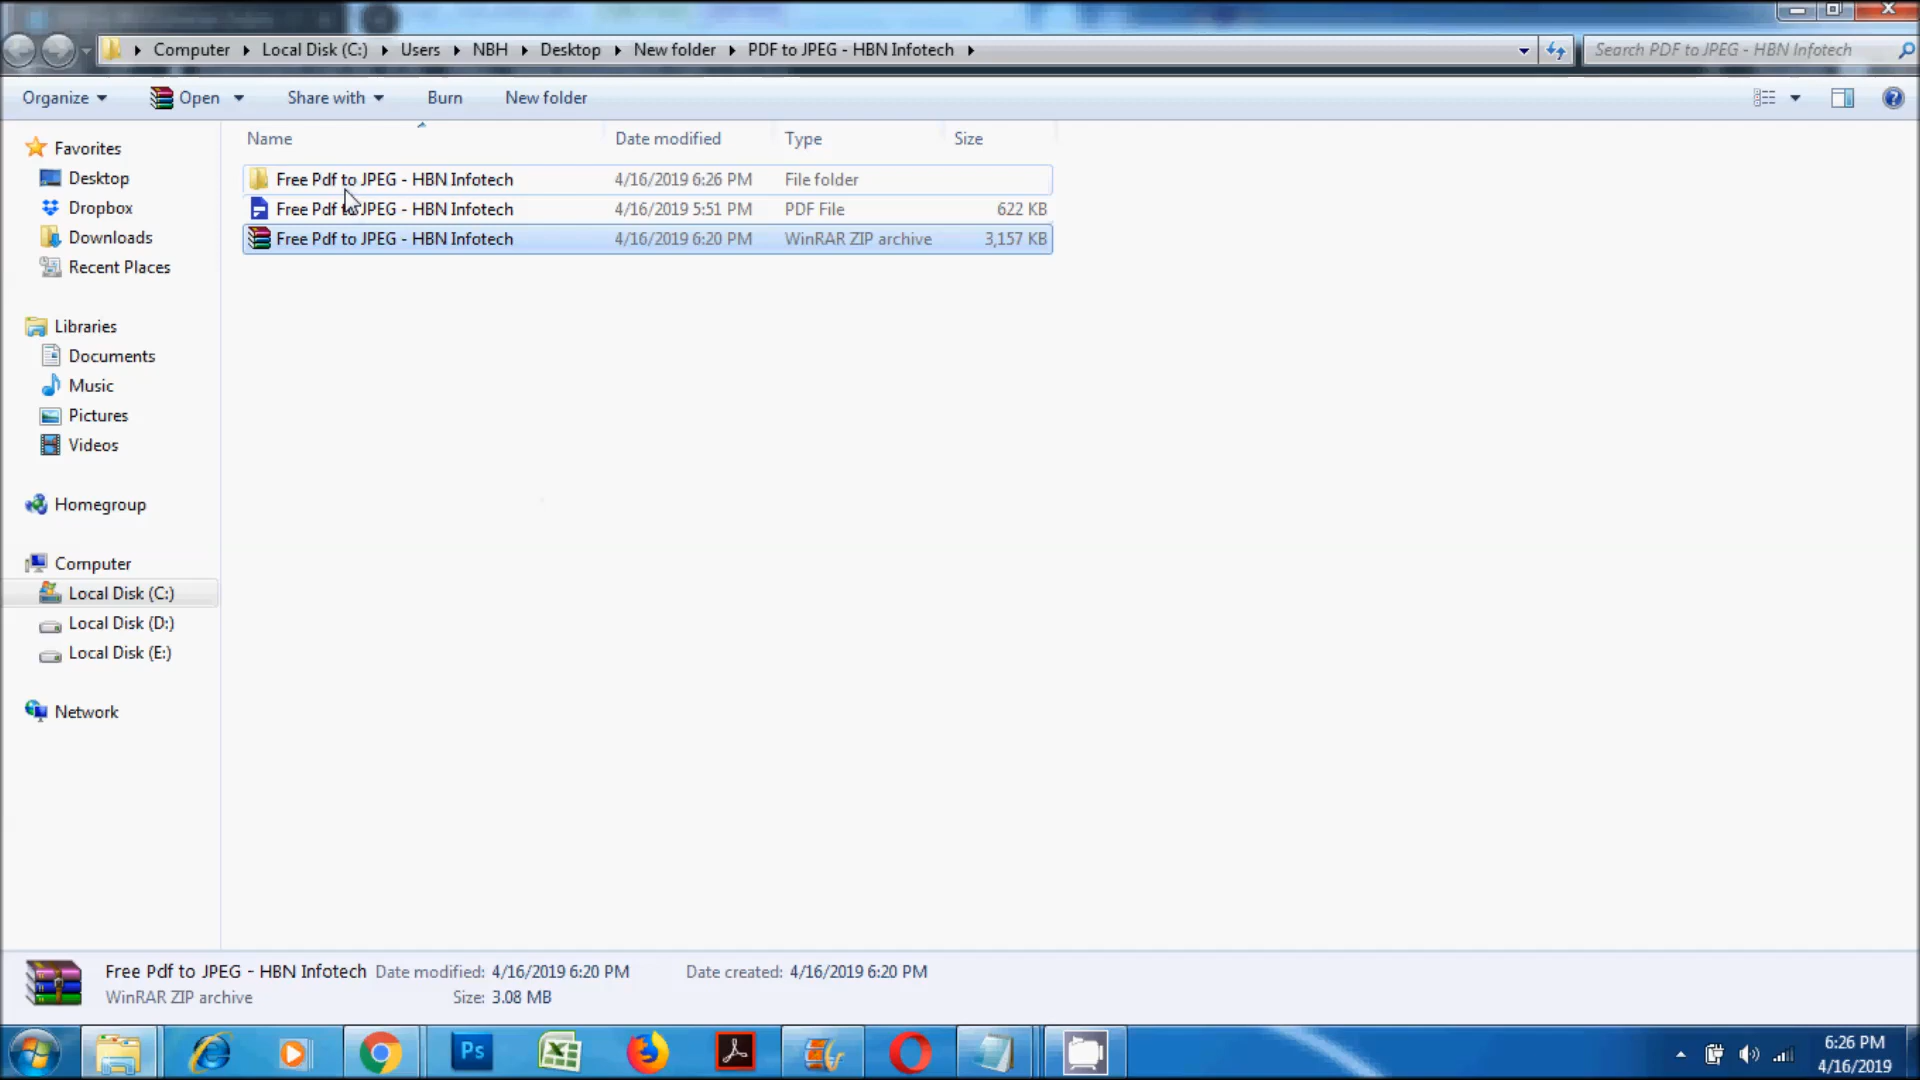 Computer Local Disk (C:) Users NBH Desktop New folder PDF to JPEG - HBN Infotech Search PDF to JPEG - HBN Infotech
Organize Open Share with Burn New folder
Name Date modified Type Size
Free Pdf to JPEG - HBN Infotech 4/16/2019 6:26 PM File folder
Free Pdf to JPEG - HBN Infotech 4/16/2019 5:51 PM PDF File 622 KB
Free Pdf to JPEG - HBN Infotech 4/16/2019 6:20 PM WinRAR ZIP archive 3,157 KB
Favorites
Desktop
Dropbox
Downloads
Recent Places
Libraries
Documents
Music
Pictures
Videos
Homegroup
Computer
Local Disk (C:)
Local Disk (D:)
Local Disk (E:)
Network
Free Pdf to JPEG - HBN Infotech Date modified: 4/16/2019 6:20 PM Date created: 4/16/2019 6:20 PM
WinRAR ZIP archive Size: 3.08 MB
Ps
6:26 PM
4/16/2019